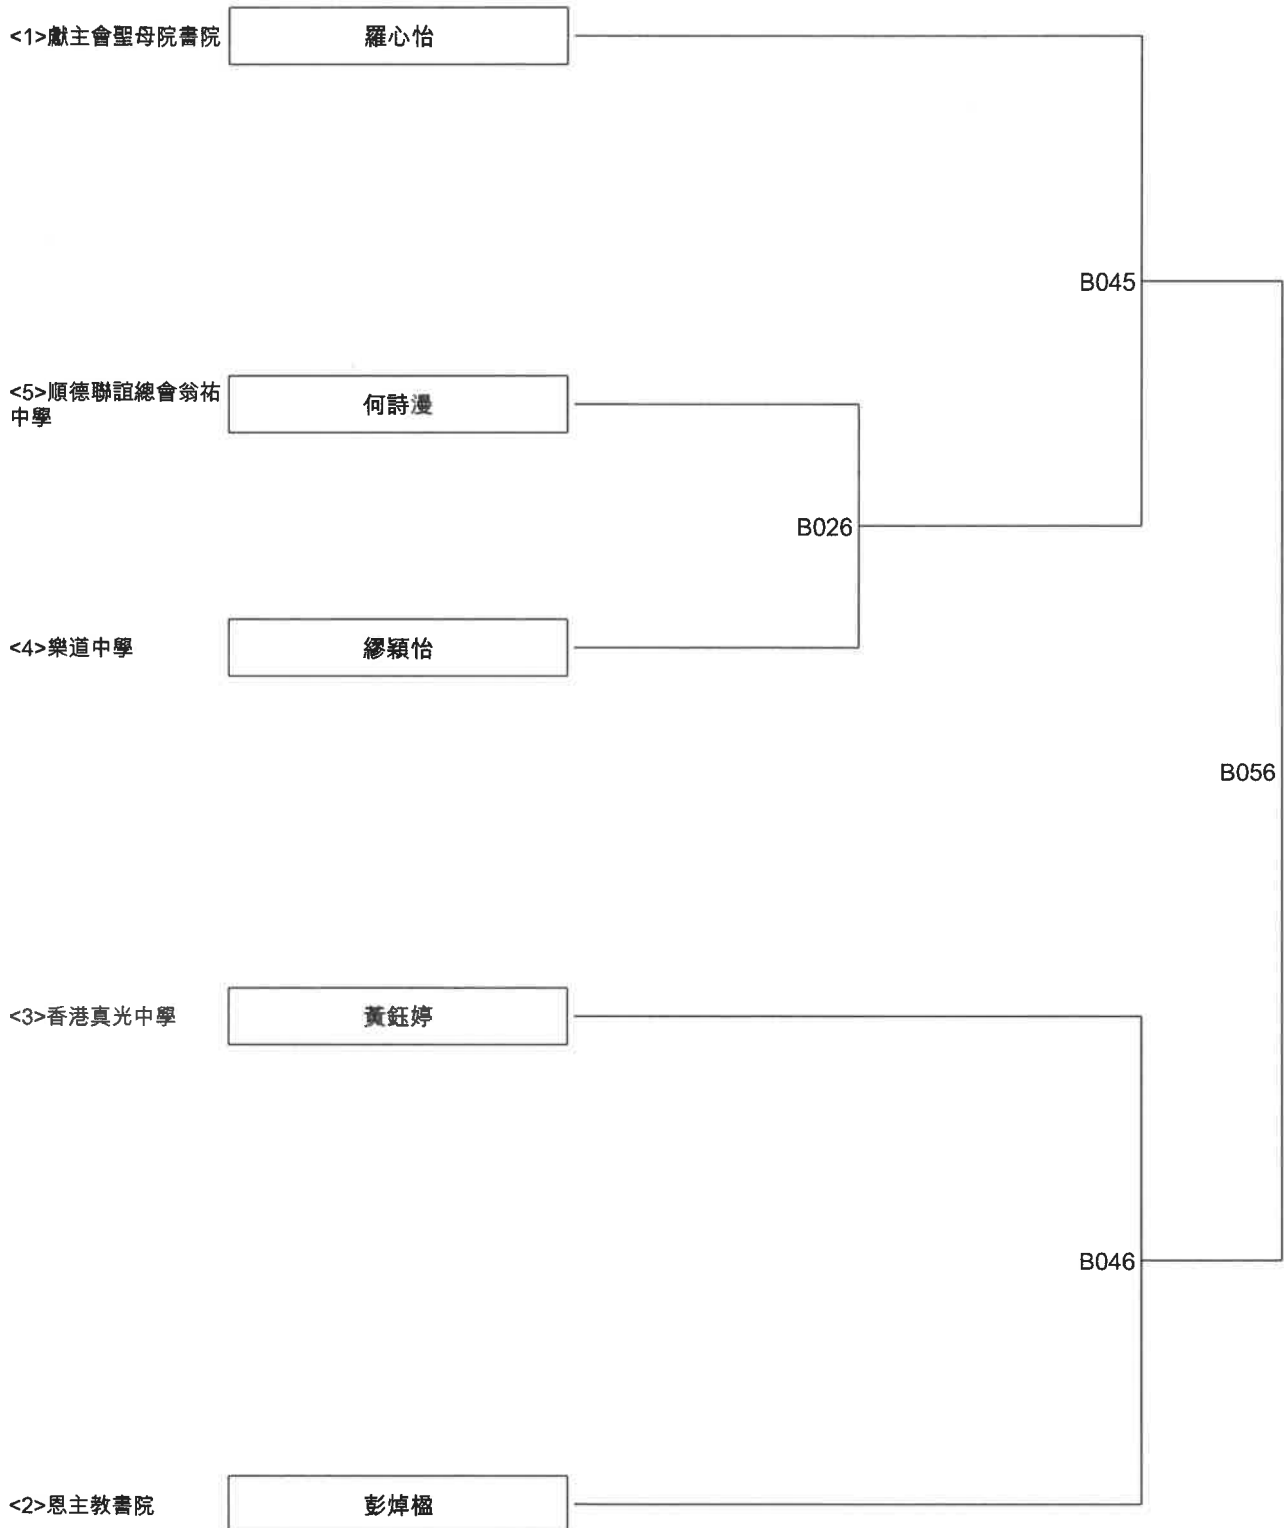 <1>獻主會聖母院書院
羅心怡
B045
<5>順德聯誼總會翁祐
中學
何詩漫
B026
<4>樂道中學
繆穎怡
B056
<3>香港真光中學
黃鈺婷
B046
<2>恩主教書院
彭焯楹